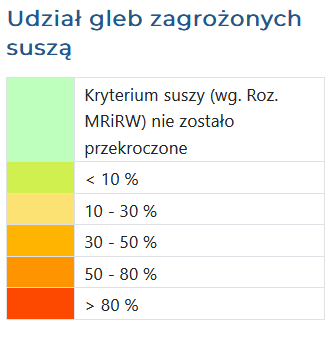 Udział gleb zagrożonych
suszą
Kryterium suszy (wg. Roz.
MRiRW) nie zostało
przekroczone
< 10 %
10 - 30 %
30 - 50 %
50 - 80 %
> 80 %